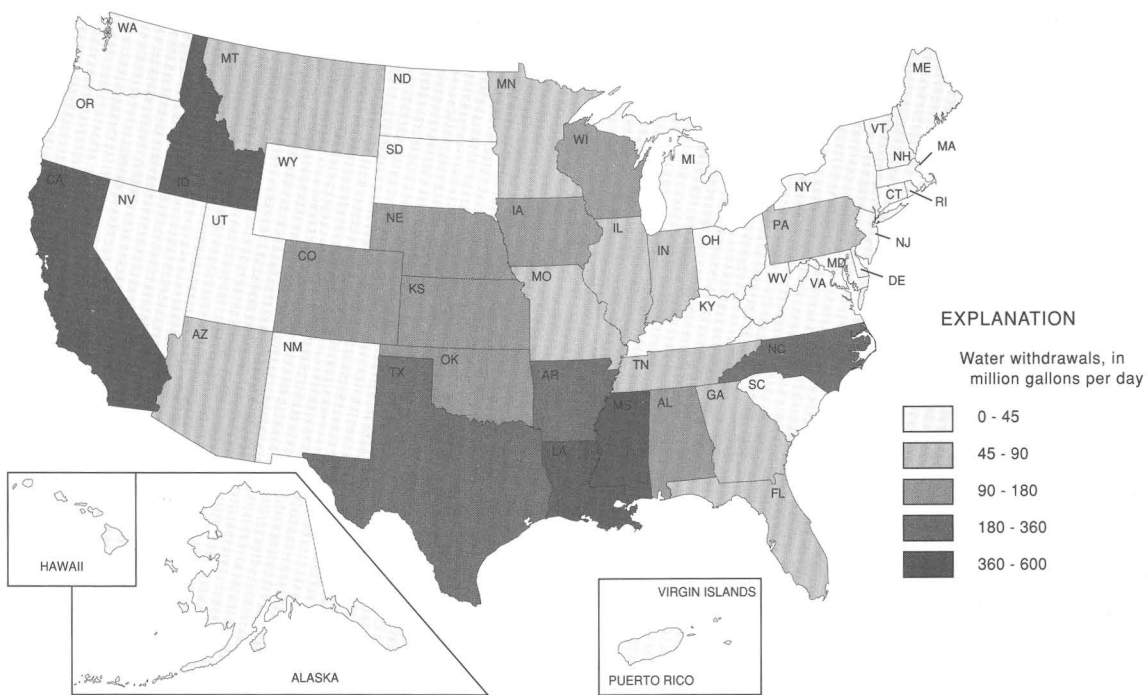 WA
MT
ND
MN
ME
OR
VT
ID
SD
WI
MI
NH
MA
WY
NY
CT
RI
CA
NV
UT
NE
IA
PA
NJ
IL
IN
OH
CO
MD
DE
WV
VA
KS
MO
KY
AZ
NM
OK
TN
NC
TX
AR
SC
MS
AL
GA
LA
FL
EXPLANATION
Water withdrawals, in
million gallons per day
0 - 45
45 - 90
90 - 180
180 - 360
360 - 600
HAWAII
ALASKA
VIRGIN ISLANDS
PUERTO RICO